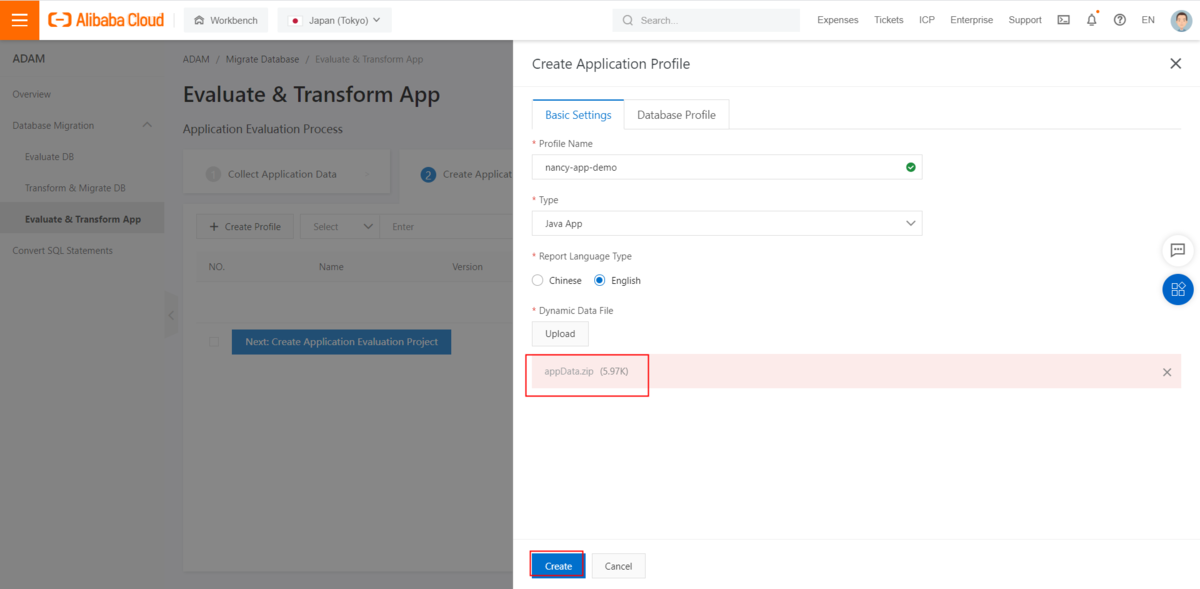 Alibaba Cloud
Workbench
Japan (Tokyo)
Search...
Expenses
Tickets
ICP
Enterprise
Support
EN
ADAM
Overview
Database Migration
Evaluate DB
Transform & Migrate DB
Evaluate & Transform App
Convert SQL Statements
ADAM / Migrate Database / Evaluate & Transform App
Evaluate & Transform App
Application Evaluation Process
1 Collect Application Data
2 Create Applicat
+ Create Profile
Select
Enter
NO.
Name
Version
Next: Create Application Evaluation Project
Create Application Profile
Basic Settings
Database Profile
* Profile Name
nancy-app-demo
* Type
Java App
* Report Language Type
Chinese
English
* Dynamic Data File
Upload
appData.zip (5.97K)
Create
Cancel